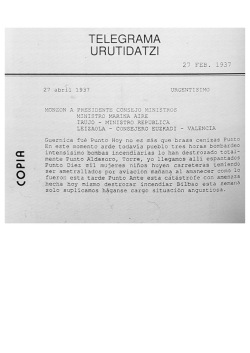 TELEGRAMA
URUTIDATZI
27 FEB. 1937
27 abril 1937 URGENTISIMO
MONZON A PRESIDENTE CONSEJO MINISTROS
MINISTRO MARINA AIRE
IRUJO - MINISTRO REPUBLICA
LEIZAOLA - CONSEJERO EUZKADI - VALENCIA
Guernica fué Punto Hoy no es más que brasa cenizas Punto
En este momento arde todavía pueblo tres horas bombardeo
intensísimo bombas incendiarias lo han destrozado total-
mente Punto Aldasoro, Torre, yo llegamos allí espantados
Punto Diez mil mujeres niños huyen carreteras temiendo
ser ametrallados por aviación mañana al amanecer como lo
fueron esta tarde Punto Ante esta catástrofe con amenaza
hecha hoy mismo destrozar incendiar Bilbao esta semana
solo suplicamos háganse cargo situación angustiosa.
COPIA